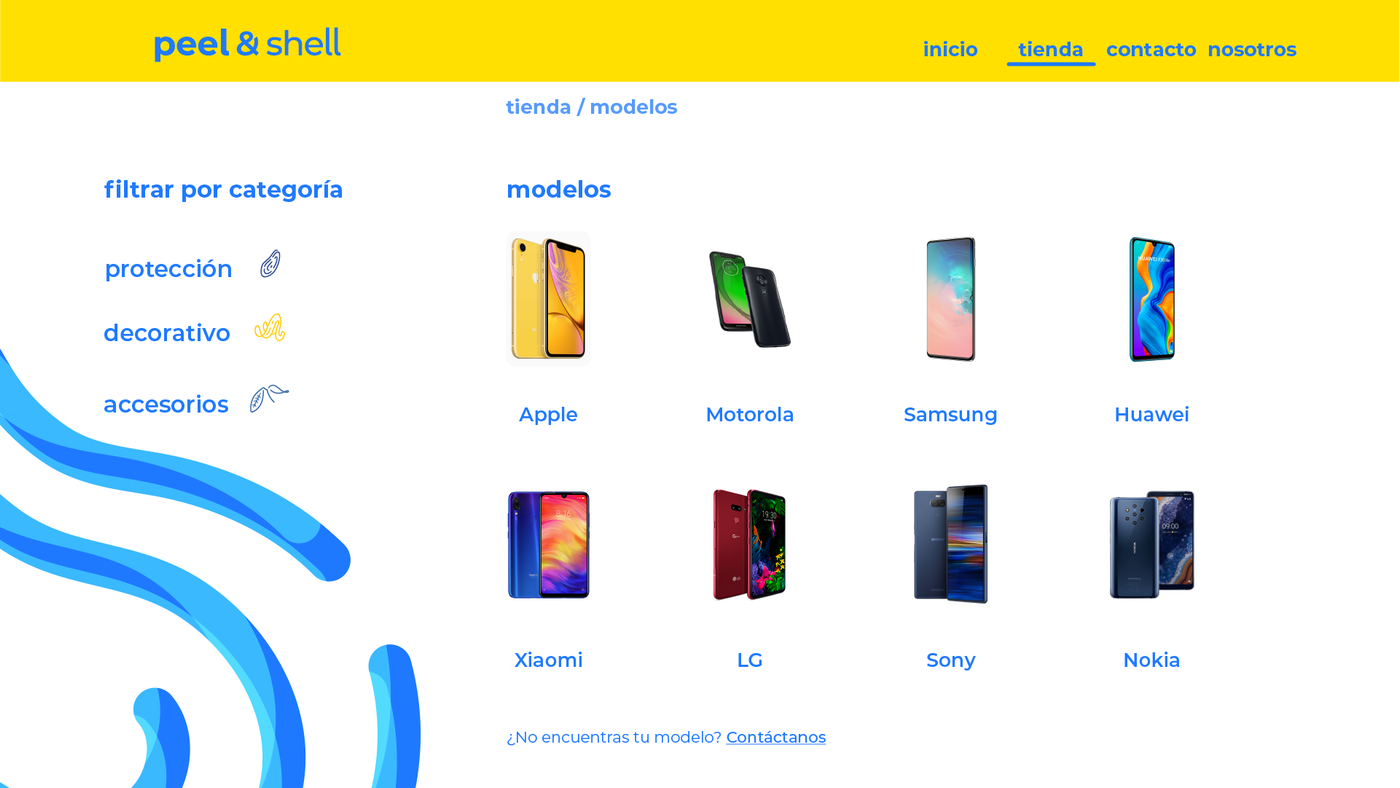 peel & shell
inicio tienda contacto nosotros
tienda / modelos
filtrar por categoría
protección
decorativo
accesorios
modelos
Apple Motorola Samsung Huawei
Xiaomi LG Sony Nokia
¿No encuentras tu modelo? Contáctanos